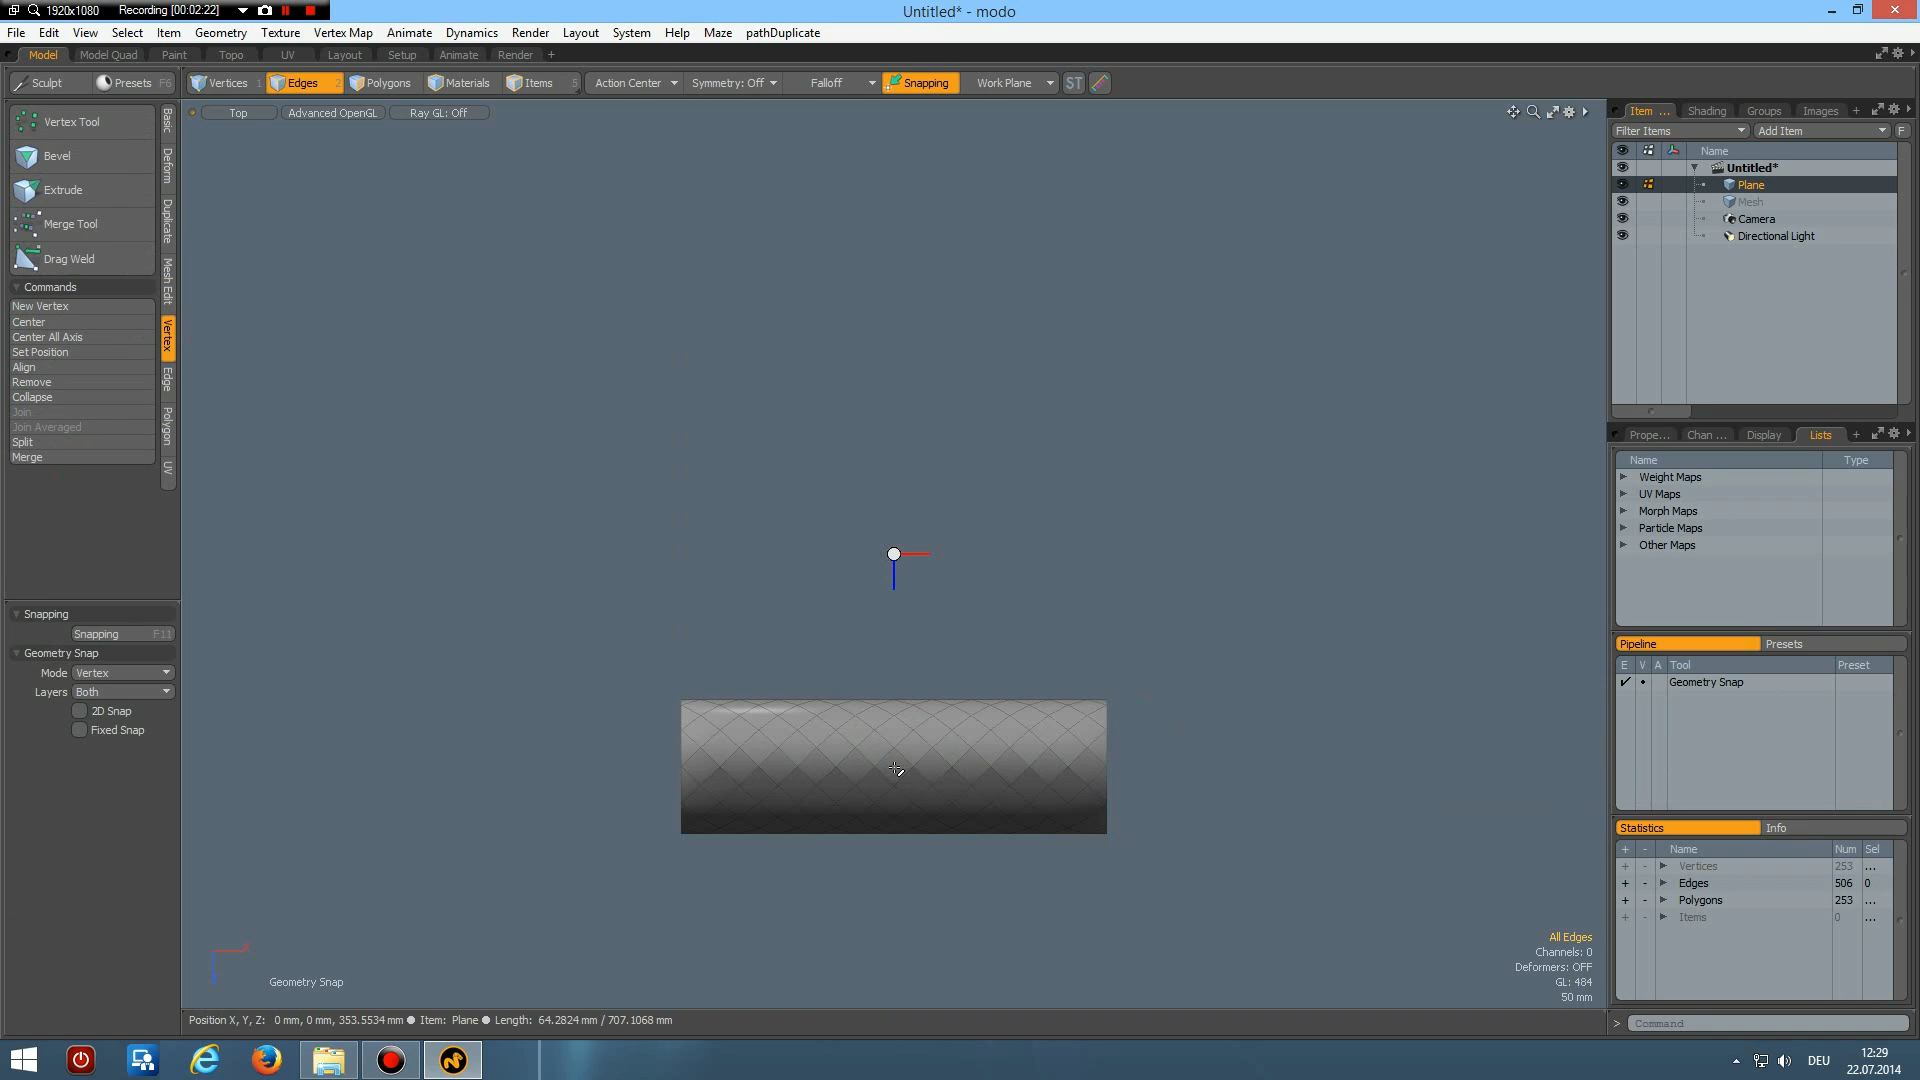 1920x1080 Recording [00:02:22]
Untitled* - modo
File Edit View Select Item Geometry Texture Vertex Map Animate Dynamics Render Layout System Help Maze pathDuplicate
Model Model Quad Paint Topo UV Layout Setup Animate Render +
Sculpt Presets F6 Vertices 1 Edges 2 Polygons Materials Items 5 Action Center Symmetry: Off Falloff Snapping Work Plane ST
Top Advanced OpenGL Ray GL: Off
Vertex Tool
Bevel
Extrude
Merge Tool
Drag Weld
Commands
New Vertex
Center
Center All Axis
Set Position
Align
Remove
Collapse
Join
Join Averaged
Split
Merge
Basic
Deform
Duplicate
Mesh Edit
Vertex
Edge
Polygon
UV
Snapping
Snapping F11
Geometry Snap
Mode Vertex
Layers Both
2D Snap
Fixed Snap
X
Geometry Snap
All Edges
Channels: 0
Deformers: OFF
GL: 484
50 mm
Position X, Y, Z: 0 mm, 0 mm, 353.5534 mm Item: Plane Length: 64.2824 mm / 707.1068 mm
Item ... Shading Groups Images +
Filter Items Add Item F
Name
Untitled*
Plane
Mesh
Camera
Directional Light
Prope... Chan ... Display Lists +
Name Type
Weight Maps
UV Maps
Morph Maps
Particle Maps
Other Maps
Pipeline Presets
E V A Tool Preset
Geometry Snap
Statistics Info
+ - Name Num Sel
+ - Vertices 253 ...
+ - Edges 506 0
+ - Polygons 253 ...
+ - Items 0 ...
> Command
DEU
12:29
22.07.2014